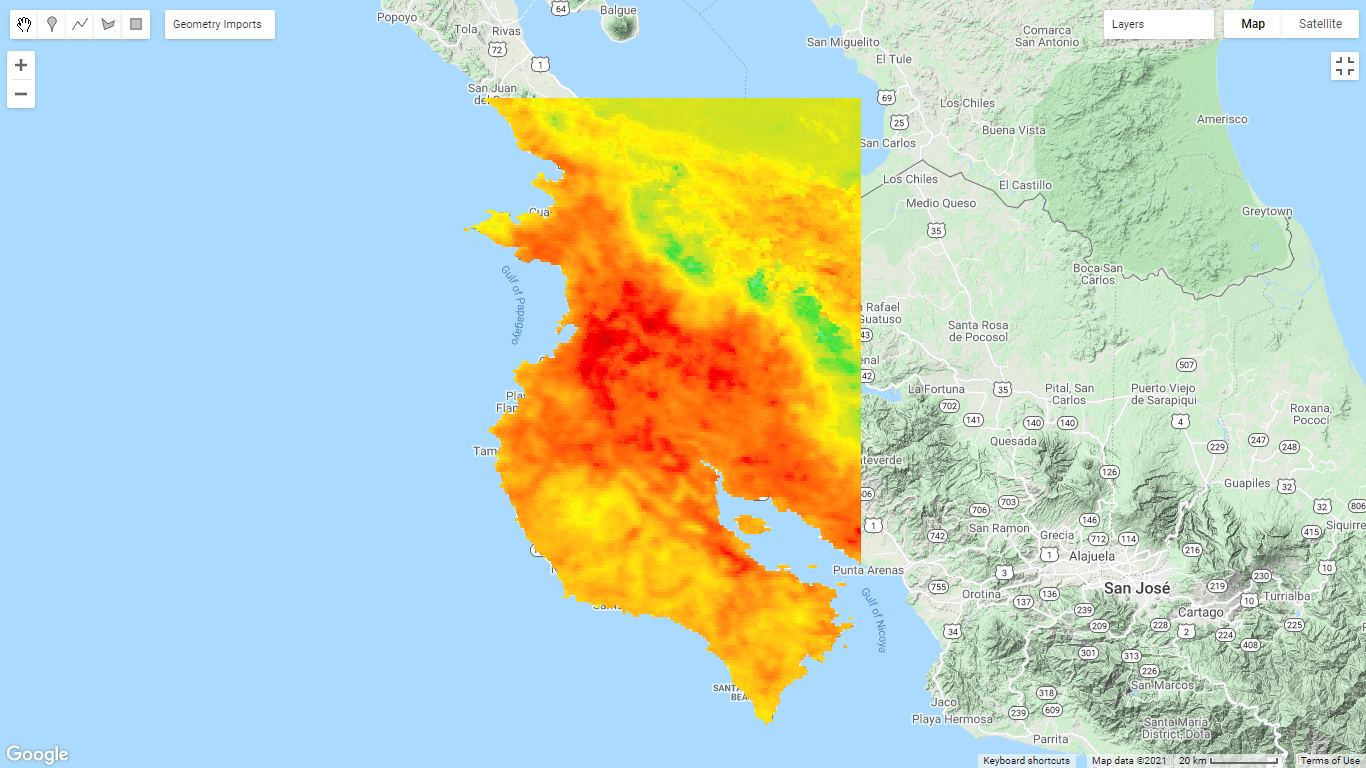 Geometry Imports
Layers
Map
Satellite
Popoyo
64
Balgue
Tola
Rivas
72
1
San Juan
del
San Miguelito
El Tule
Comarca
San Antonio
69
Los Chiles
25
Buena Vista
Amerisco
San Carlos
Los Chiles
El Castillo
Medio Queso
Greytown
35
Boca San
Carlos
Gulf of Papagayo
Santa Rosa
de Pocosol
43
507
42
La Fortuna
35
Pital, San
Carlos
Puerto Viejo
de Sarapiqui
702
141
140
140
4
Roxana,
Pococí
Quesada
229
247
248
126
Guapiles
32
32
806
606
706
703
San Ramon
146
Grecia
712
114
415
1
742
1
Alajuela
216
10
Punta Arenas
3
755
Orotina
136
137
San José
219
230
Turrialba
10
Gulf of Nicoya
239
209
Cartago
228
2
224
225
408
34
301
313
226
San Marcos
SANTA
Jaco
Playa Hermosa
318
239
609
Santa Maria
District, Dota
Parrita
Google
Keyboard shortcuts
Map data ©2021
20 km
Terms of Use